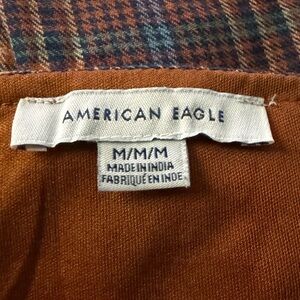 AMERICAN EAGLE
M/M/M
MADE IN INDIA
FABRIQUÉ EN INDE